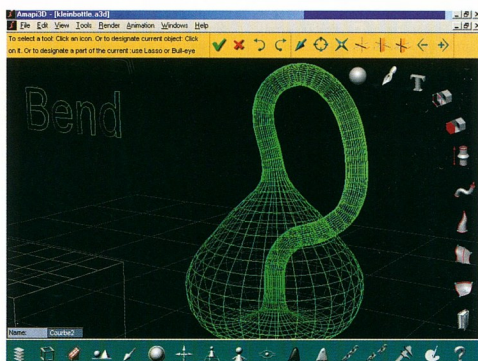 Amapi3D - [kleinbottle.a3d]
File Edit View Tools Render Animation Windows Help
To select a tool: Click an icon. Or to designate current object: Click
on it. Or to designate a part of the current : use Lasso or Bull-eye
Bend
T
Name: Courbe2